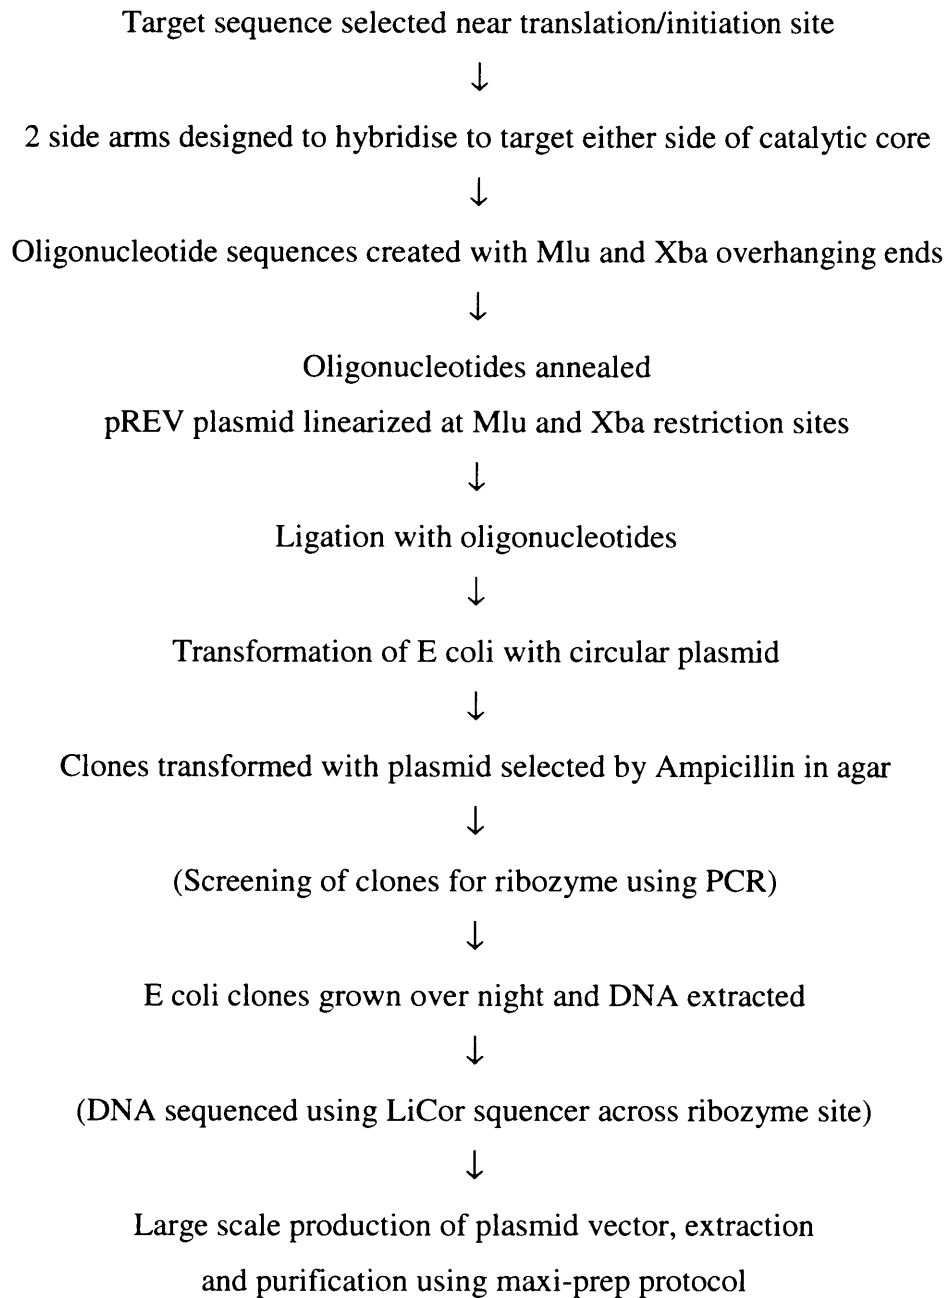 Target sequence selected near translation/initiation site
↓
2 side arms designed to hybridise to target either side of catalytic core
↓
Oligonucleotide sequences created with Mlu and Xba overhanging ends
↓
Oligonucleotides annealed
pREV plasmid linearized at Mlu and Xba restriction sites
↓
Ligation with oligonucleotides
↓
Transformation of E coli with circular plasmid
↓
Clones transformed with plasmid selected by Ampicillin in agar
↓
(Screening of clones for ribozyme using PCR)
↓
E coli clones grown over night and DNA extracted
↓
(DNA sequenced using LiCor squencer across ribozyme site)
↓
Large scale production of plasmid vector, extraction
and purification using maxi-prep protocol